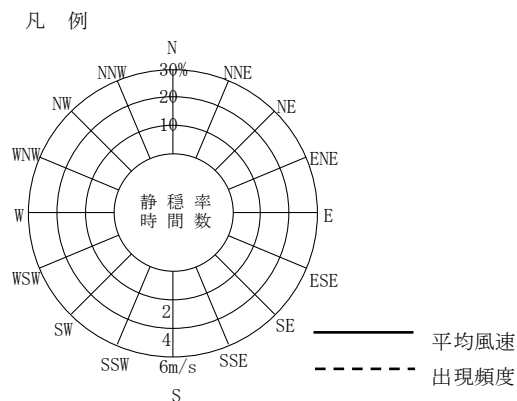 凡 例
N
NNW 30% NNE
NW 20 NE
10
WNW ENE
静 穏 率
W 時 間 数 E
WSW ESE
2
SW SE
4
平均風速
SSW 6m/s SSE
出現頻度
S